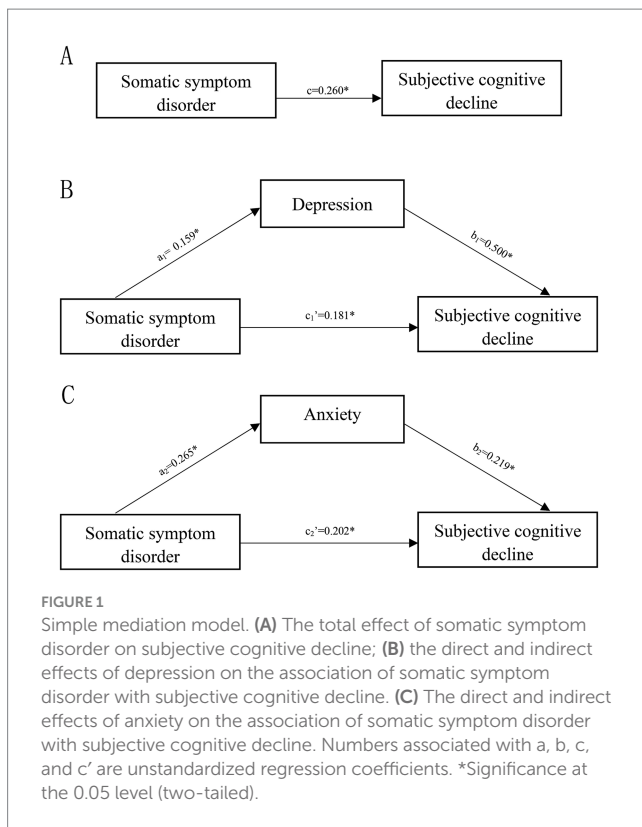 A
Somatic symptom
disorder
c=0.260*
Subjective cognitive
decline
B
Depression
a₁= 0.159*
b₁=0.500*
Somatic symptom
disorder
c₁’=0.181*
Subjective cognitive
decline
C
Anxiety
a₂=0.265*
b₂=0.219*
Somatic symptom
disorder
c₂’=0.202*
Subjective cognitive
decline
FIGURE 1
Simple mediation model. (A) The total effect of somatic symptom
disorder on subjective cognitive decline; (B) the direct and indirect
effects of depression on the association of somatic symptom
disorder with subjective cognitive decline. (C) The direct and indirect
effects of anxiety on the association of somatic symptom disorder
with subjective cognitive decline. Numbers associated with a, b, c,
and c′ are unstandardized regression coefficients. *Significance at
the 0.05 level (two-tailed).